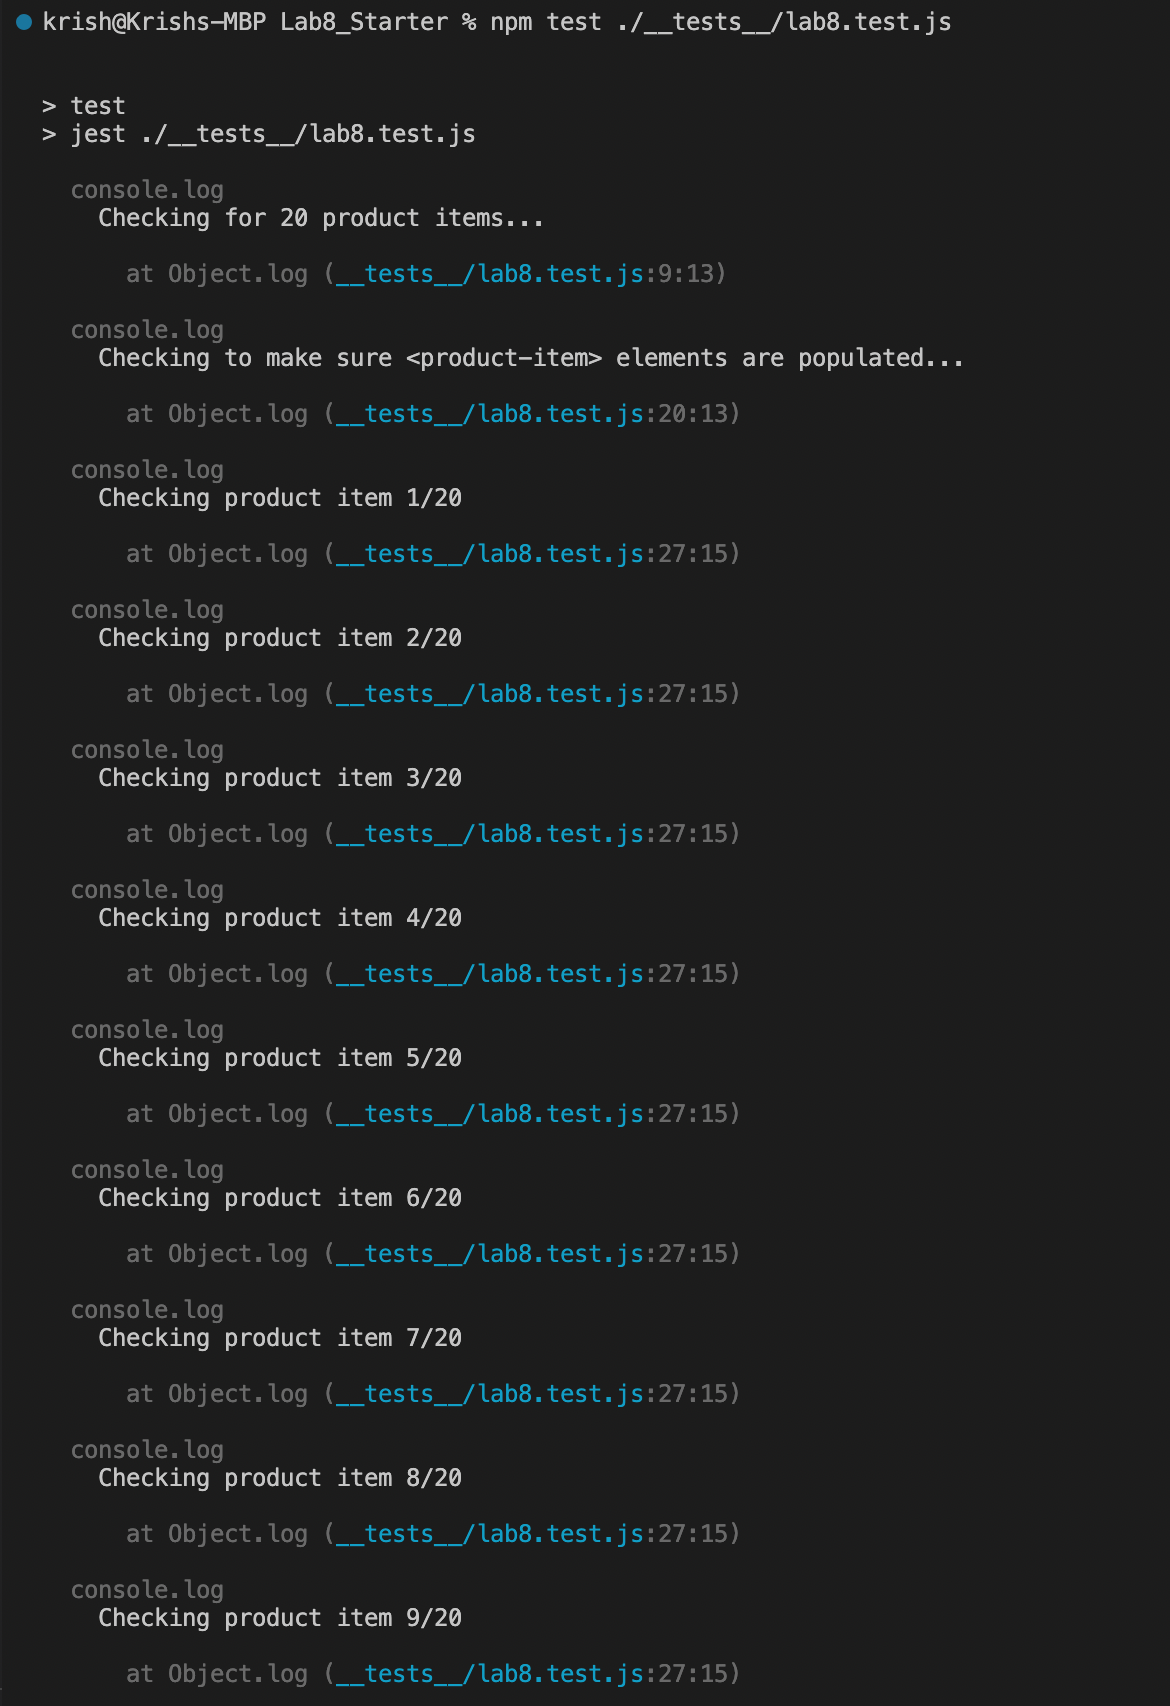 krish@Krishs-MBP Lab8_Starter % npm test ./__tests__/lab8.test.js
> test
> jest ./__tests__/lab8.test.js
console.log
Checking for 20 product items...
at Object.log (__tests__/lab8.test.js:9:13)
console.log
Checking to make sure <product-item> elements are populated...
at Object.log (__tests__/lab8.test.js:20:13)
console.log
Checking product item 1/20
at Object.log (__tests__/lab8.test.js:27:15)
console.log
Checking product item 2/20
at Object.log (__tests__/lab8.test.js:27:15)
console.log
Checking product item 3/20
at Object.log (__tests__/lab8.test.js:27:15)
console.log
Checking product item 4/20
at Object.log (__tests__/lab8.test.js:27:15)
console.log
Checking product item 5/20
at Object.log (__tests__/lab8.test.js:27:15)
console.log
Checking product item 6/20
at Object.log (__tests__/lab8.test.js:27:15)
console.log
Checking product item 7/20
at Object.log (__tests__/lab8.test.js:27:15)
console.log
Checking product item 8/20
at Object.log (__tests__/lab8.test.js:27:15)
console.log
Checking product item 9/20
at Object.log (__tests__/lab8.test.js:27:15)